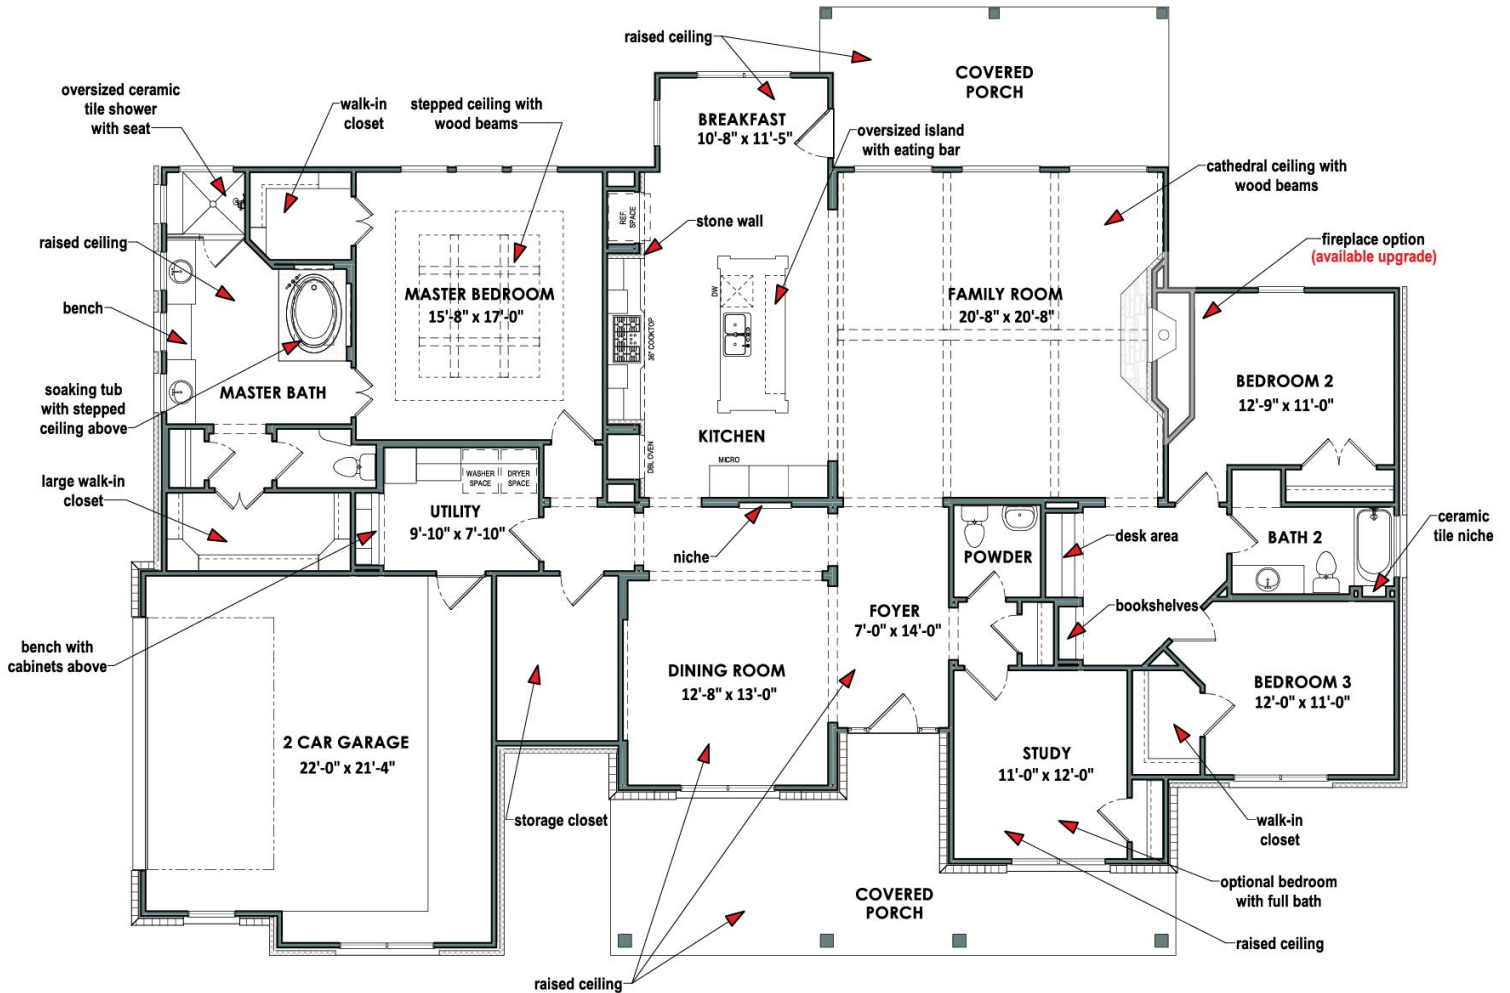 raised ceiling
COVERED
PORCH
oversized ceramic
tile shower
with seat
walk-in
closet
stepped ceiling with
wood beams
BREAKFAST
10'-8" x 11'-5"
oversized island
with eating bar
cathedral ceiling with
wood beams
REF.
SPACE
stone wall
raised ceiling
fireplace option
(available upgrade)
bench
MASTER BEDROOM
15'-8" x 17'-0"
DW
36" COOKTOP
FAMILY ROOM
20'-8" x 20'-8"
soaking tub
with stepped
ceiling above
MASTER BATH
BEDROOM 2
12'-9" x 11'-0"
KITCHEN
DBL OVEN
MICRO
large walk-in
closet
WASHER
SPACE
DRYER
SPACE
UTILITY
9'-10" x 7'-10"
niche
POWDER
desk area
BATH 2
ceramic
tile niche
bench with
cabinets above
FOYER
7'-0" x 14'-0"
bookshelves
DINING ROOM
12'-8" x 13'-0"
BEDROOM 3
12'-0" x 11'-0"
2 CAR GARAGE
22'-0" x 21'-4"
STUDY
11'-0" x 12'-0"
storage closet
walk-in
closet
optional bedroom
with full bath
COVERED
PORCH
raised ceiling
raised ceiling